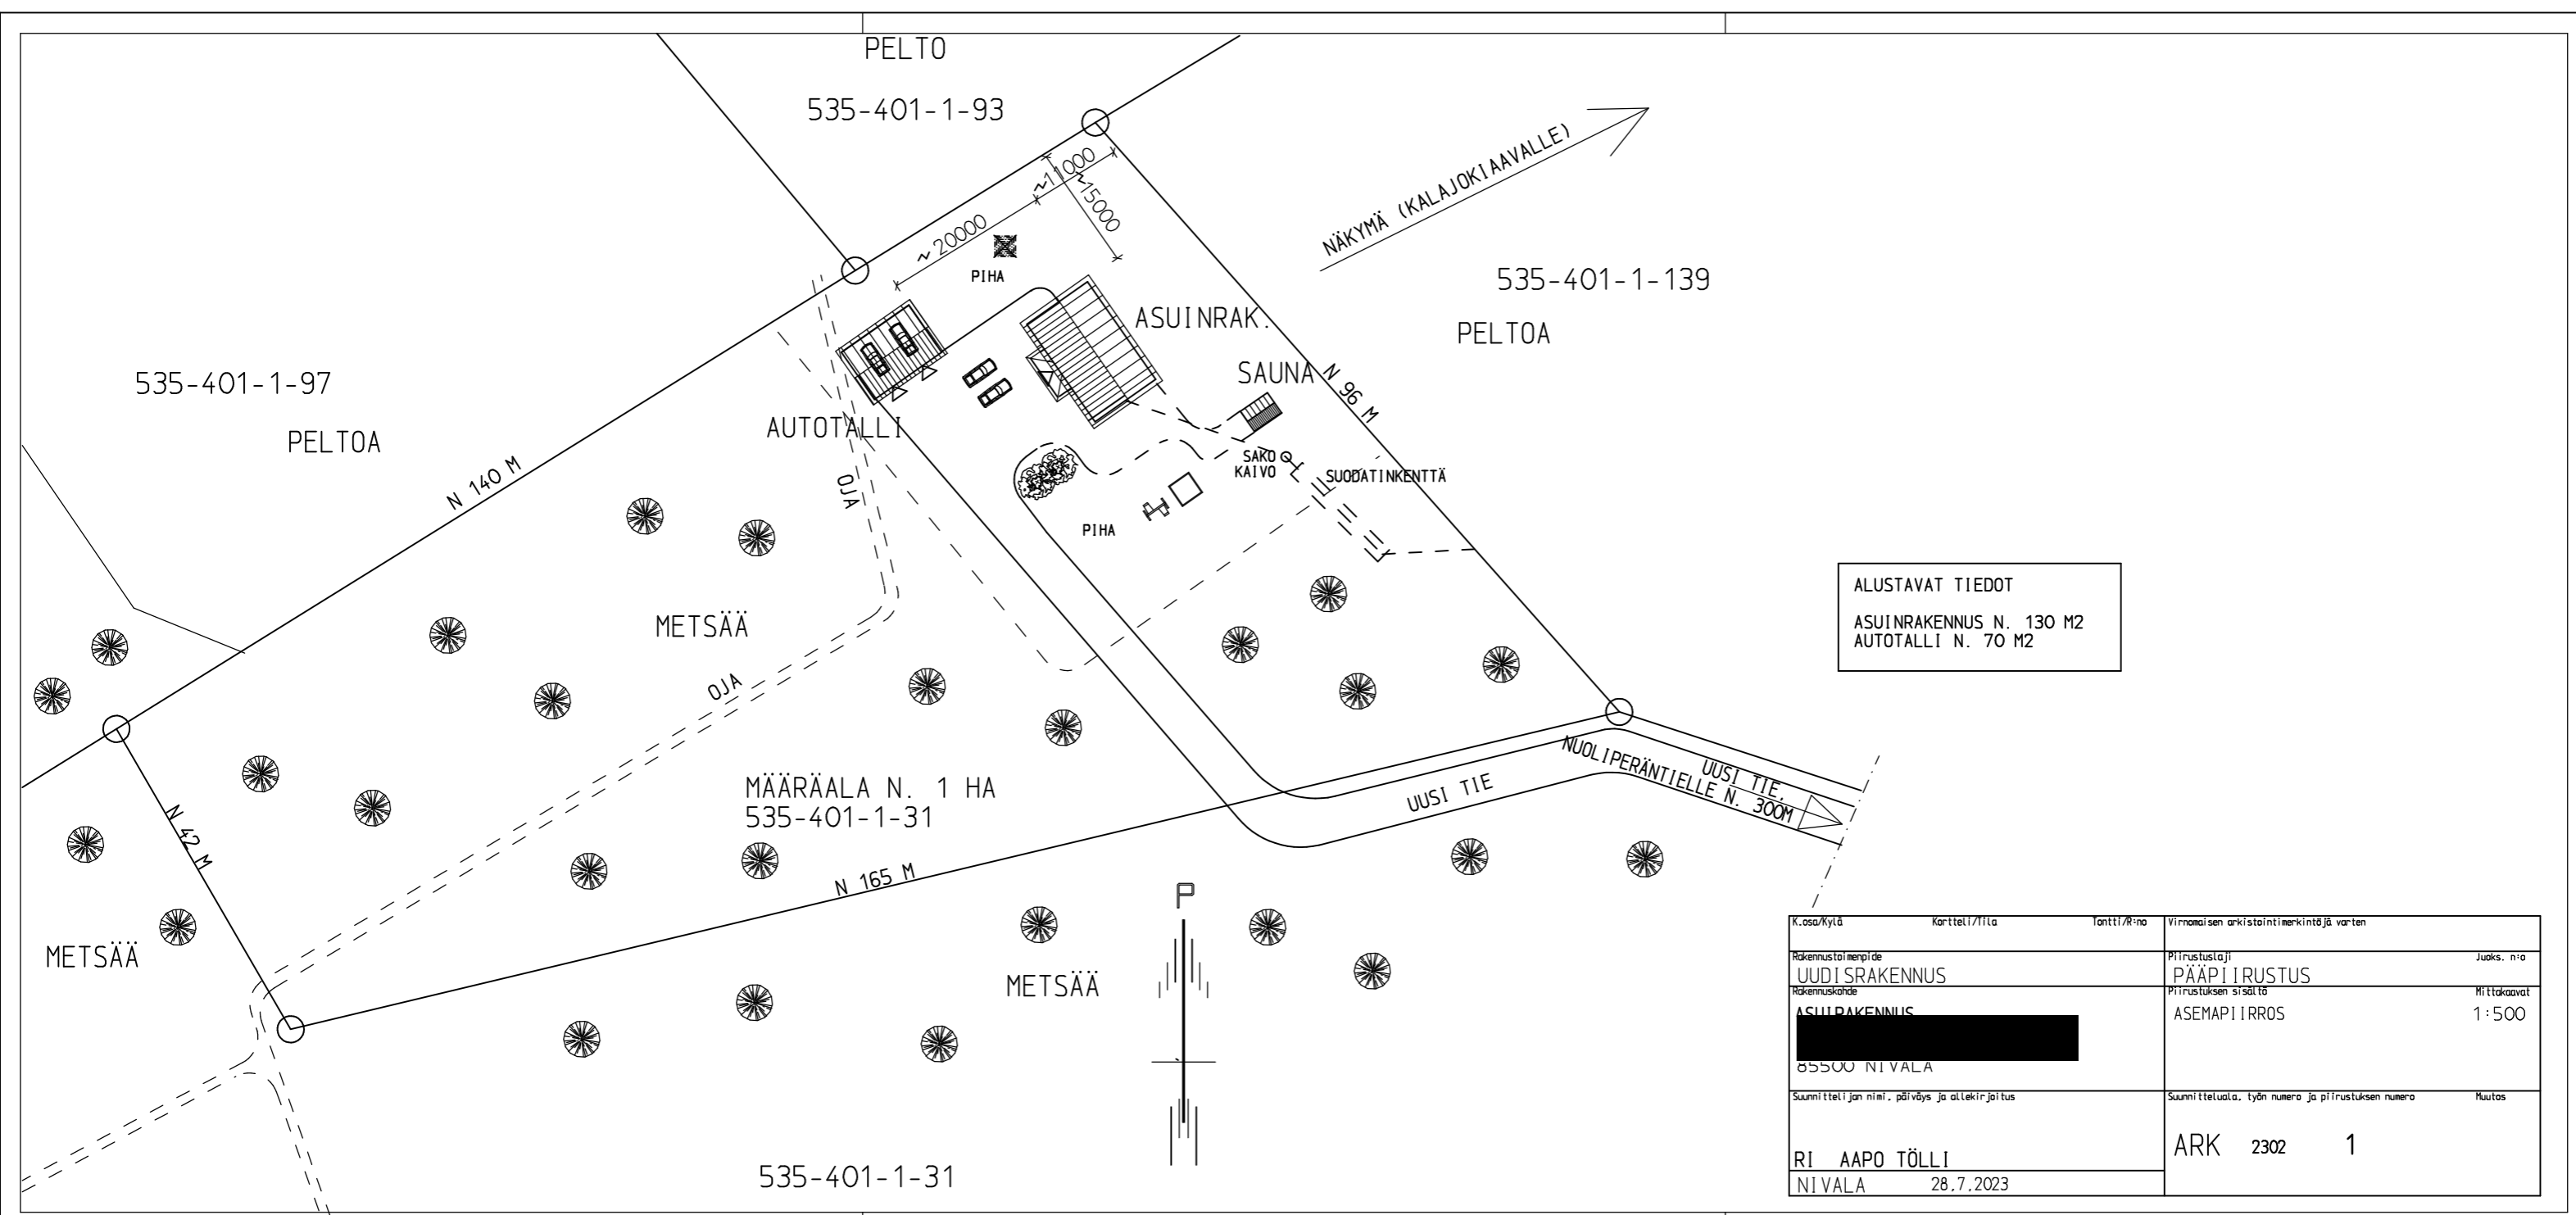 PELTO
535-401-1-93
~11000
~15000
~ 20000
PIHA
NÄKYMÄ (KALAJOKIAAVALLE)
535-401-1-139
PELTOA
ASUINRAK.
SAUNA
N 96 M
535-401-1-97
PELTOA
AUTOTALLI
N 140 M
OJA
SAKO
KAIVO
SUODATINKENTTÄ
PIHA
METSÄÄ
OJA
ALUSTAVAT TIEDOT
ASUINRAKENNUS N. 130 M2
AUTOTALLI N. 70 M2
MÄÄRÄALA N. 1 HA
535-401-1-31
N 42 M
N 165 M
UUSI TIE
UUSI TIE,
NUOLIPERÄNTIELLE N. 300M
METSÄÄ
METSÄÄ
P
535-401-1-31
K.osa/Kylä Kortteli/Tila Tontti/R:no
Virnomaisen arkistointimerkintöjä varten
Rakennustoimenpide
UUDISRAKENNUS
Piirustuslaji Juoks. n:o
PÄÄPIIRUSTUS
Rakennuskohde
ASUIRAKENNUS
85500 NIVALA
Piirustuksen sisältö Mittakaavat
ASEMAPIIRROS 1:500
Suunnittelijan nimi, päiväys ja allekirjoitus
RI AAPO TÖLLI
NIVALA 28.7.2023
Suunnitteluala, työn numero ja piirustuksen numero Muutos
ARK 2302 1